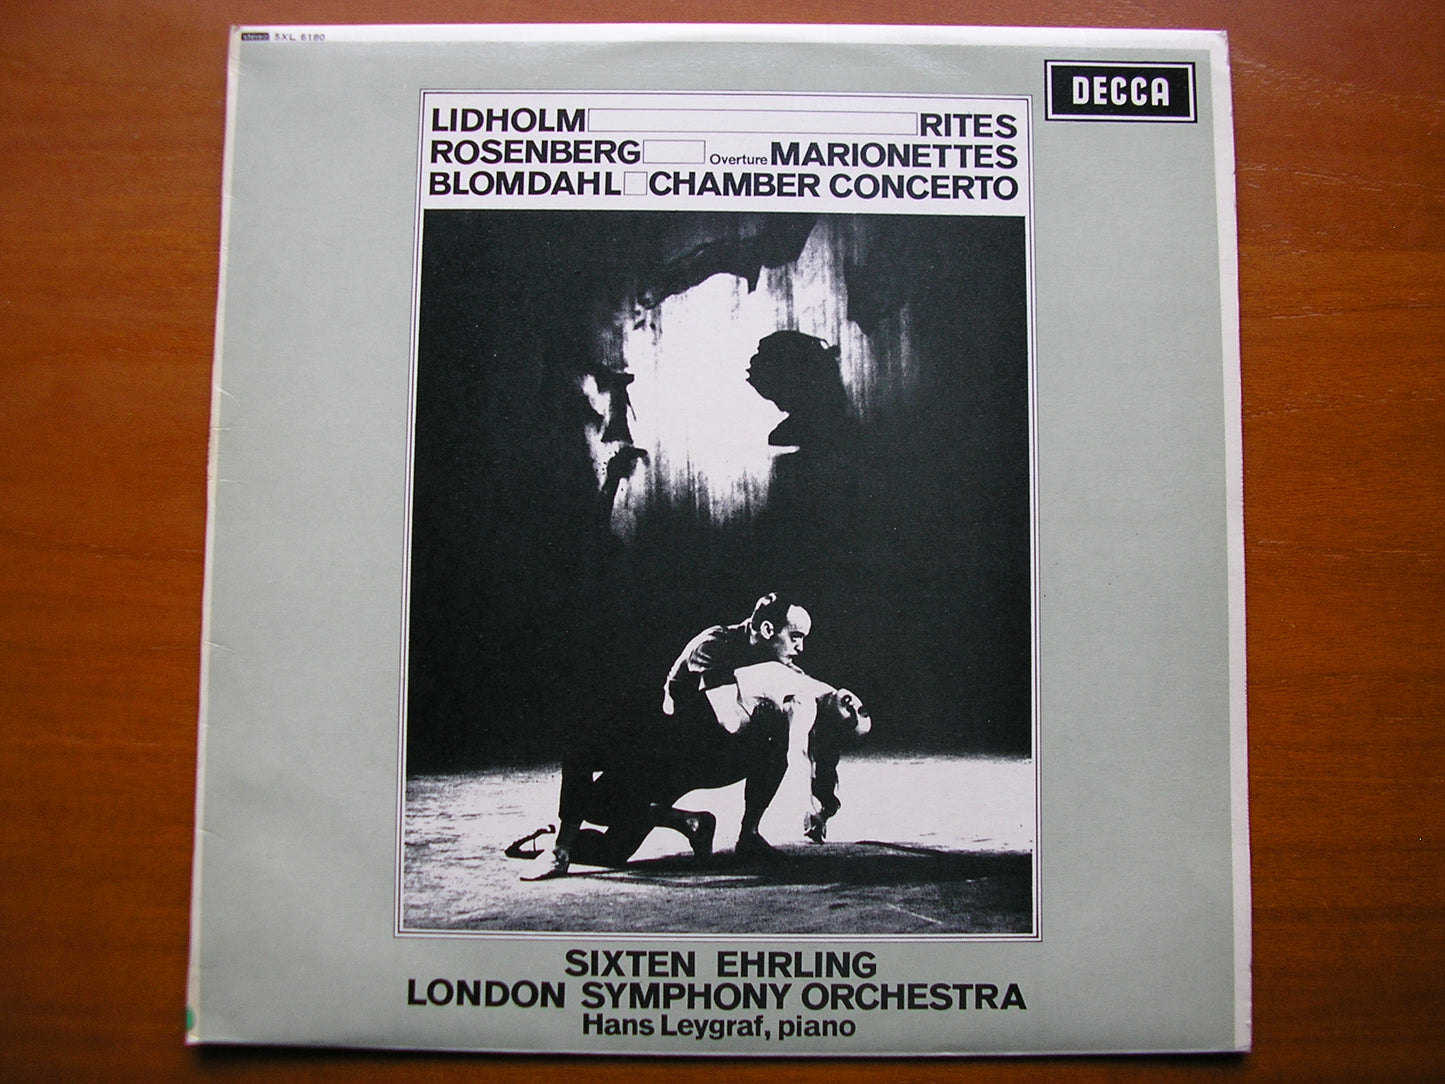 stereo SXL 6180
DECCA
LIDHOLM RITES
ROSENBERG Overture MARIONETTES
BLOMDAHL CHAMBER CONCERTO
SIXTEN EHRLING
LONDON SYMPHONY ORCHESTRA
Hans Leygraf, piano